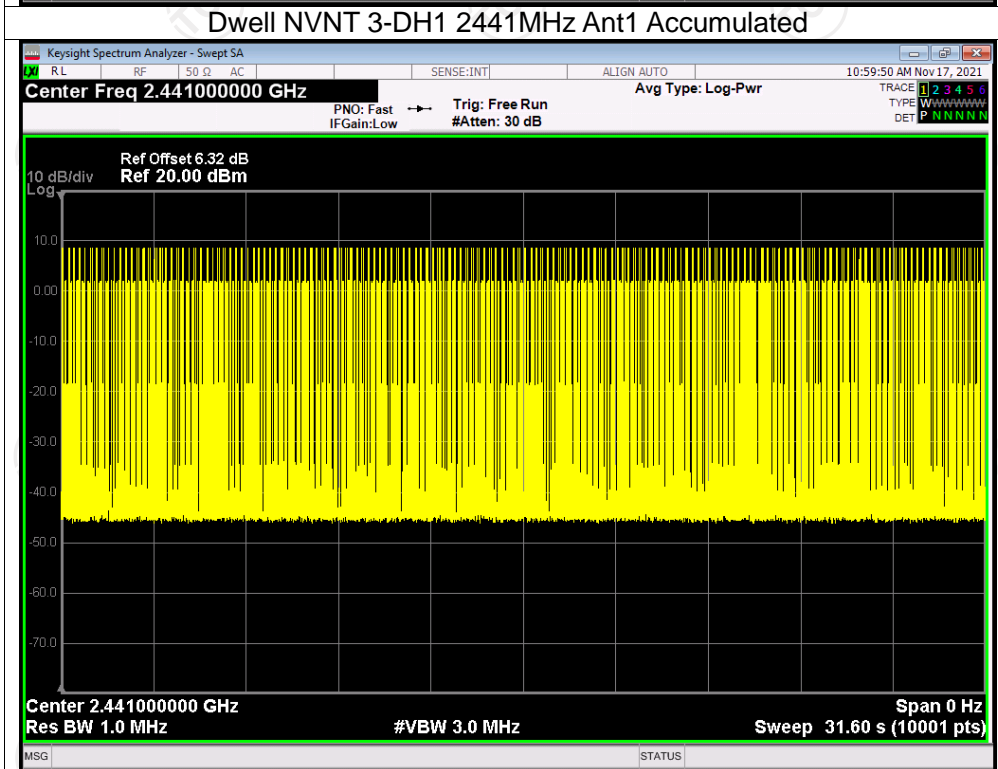 Dwell NVNT 3-DH1 2441MHz Ant1 Accumulated
Keysight Spectrum Analyzer - Swept SA
LXI RL RF 50 Ω AC SENSE:INT ALIGN AUTO 10:59:50 AM Nov 17, 2021
Center Freq 2.441000000 GHz Avg Type: Log-Pwr TRACE 1 2 3 4 5 6
PNO: Fast Trig: Free Run TYPE WWWWWWW
IFGain:Low #Atten: 30 dB DET P N N N N N
Ref Offset 6.32 dB
10 dB/div Ref 20.00 dBm
Log
10.0
0.00
-10.0
-20.0
-30.0
-40.0
-50.0
-60.0
-70.0
Center 2.441000000 GHz Span 0 Hz
Res BW 1.0 MHz #VBW 3.0 MHz Sweep 31.60 s (10001 pts)
MSG STATUS